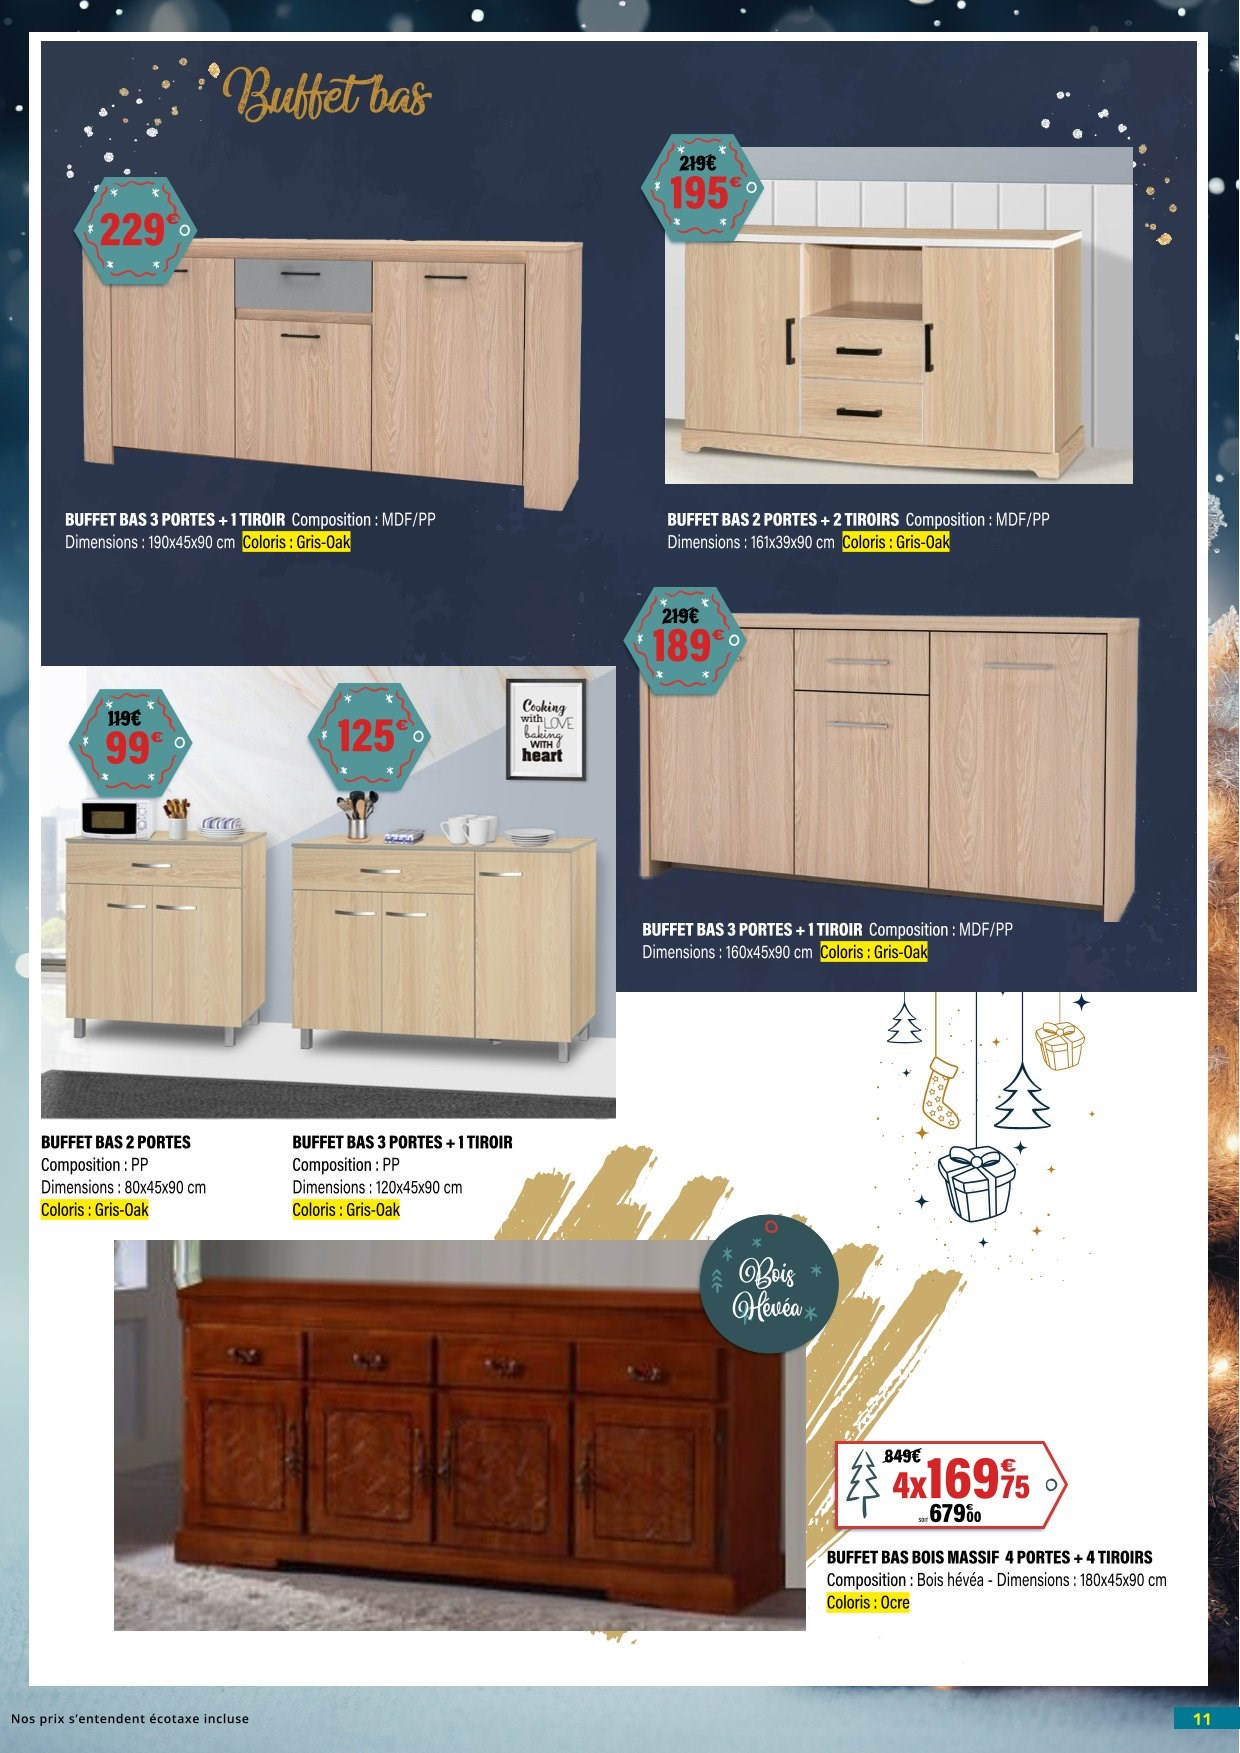 Buffet bas
229€
BUFFET BAS 3 PORTES + 1 TIROIR Composition : MDF/PP
Dimensions : 190x45x90 cm Coloris : Gris-Oak
219€
195€
BUFFET BAS 2 PORTES + 2 TIROIRS Composition : MDF/PP
Dimensions : 161x39x90 cm Coloris : Gris-Oak
219€
189€
BUFFET BAS 3 PORTES + 1 TIROIR Composition : MDF/PP
Dimensions : 160x45x90 cm Coloris : Gris-Oak
119€
99€
125€
Cooking
with LOVE
baking
WITH
heart
BUFFET BAS 2 PORTES
Composition : PP
Dimensions : 80x45x90 cm
Coloris : Gris-Oak
BUFFET BAS 3 PORTES + 1 TIROIR
Composition : PP
Dimensions : 120x45x90 cm
Coloris : Gris-Oak
Bois
Hévéa
849€
4x169€75
SOIT 679€00
BUFFET BAS BOIS MASSIF 4 PORTES + 4 TIROIRS
Composition : Bois hévéa - Dimensions : 180x45x90 cm
Coloris : Ocre
Nos prix s'entendent écotaxe incluse
11